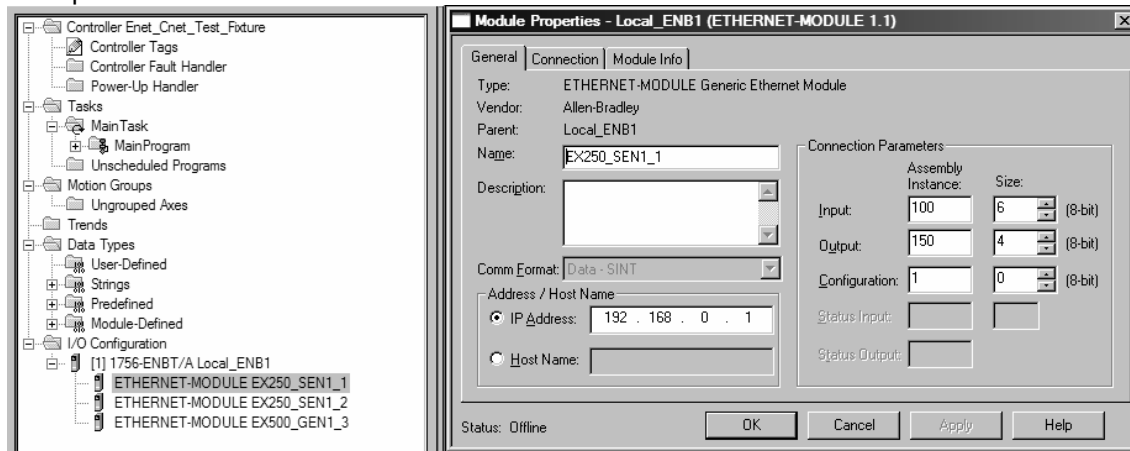 Controller Enet_Cnet_Test_Fixture
Controller Tags
Controller Fault Handler
Power-Up Handler
Tasks
MainTask
MainProgram
Unscheduled Programs
Motion Groups
Ungrouped Axes
Trends
Data Types
User-Defined
Strings
Predefined
Module-Defined
I/O Configuration
[1] 1756-ENBT/A Local_ENB1
ETHERNET-MODULE EX250_SEN1_1
ETHERNET-MODULE EX250_SEN1_2
ETHERNET-MODULE EX500_GEN1_3
Module Properties - Local_ENB1 (ETHERNET-MODULE 1.1)
General Connection Module Info
Type: ETHERNET-MODULE Generic Ethernet Module
Vendor: Allen-Bradley
Parent: Local_ENB1
Name: EX250_SEN1_1
Description:
Comm Format: Data - SINT
Address / Host Name
IP Address: 192 . 168 . 0 . 1
Host Name:
Connection Parameters
Assembly
Instance: Size:
Input: 100 6 (8-bit)
Output: 150 4 (8-bit)
Configuration: 1 0 (8-bit)
Status Input:
Status Output:
Status: Offline OK Cancel Apply Help